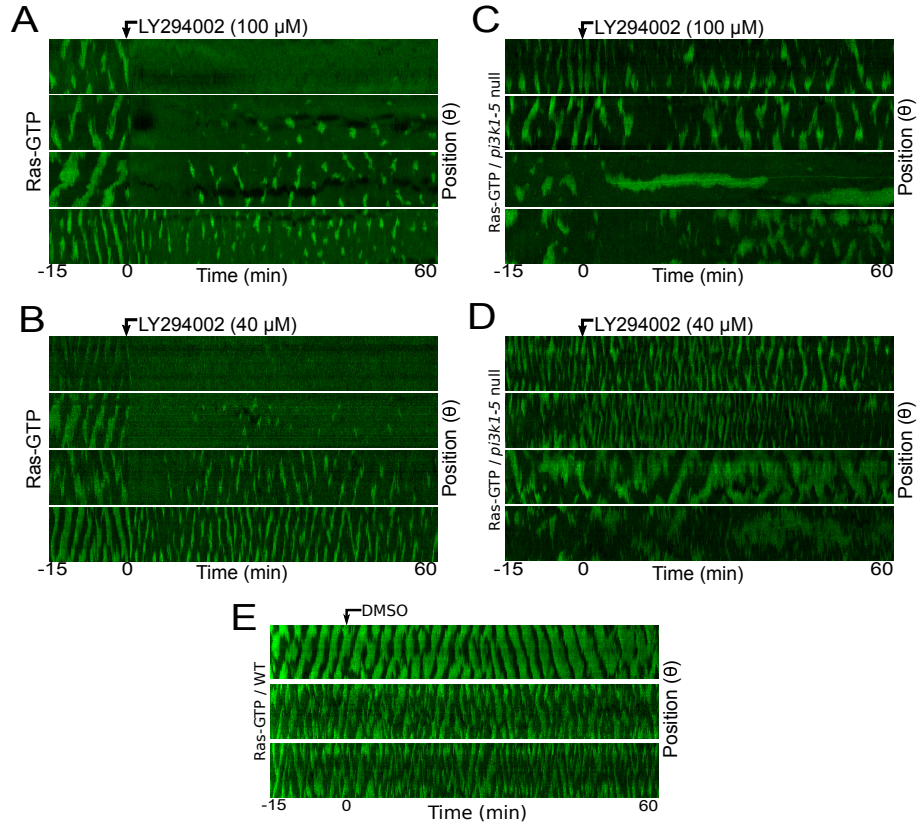 A
LY294002 (100 µM)
Ras-GTP
Position (θ)
-15
0
Time (min)
60
B
LY294002 (40 µM)
Ras-GTP
Position (θ)
-15
0
Time (min)
60
C
LY294002 (100 µM)
Ras-GTP / pi3k1-5 null
Position (θ)
-15
0
Time (min)
60
D
LY294002 (40 µM)
Ras-GTP / pi3k1-5 null
Position (θ)
-15
0
Time (min)
60
E
DMSO
Ras-GTP / WT
Position (θ)
-15
0
Time (min)
60